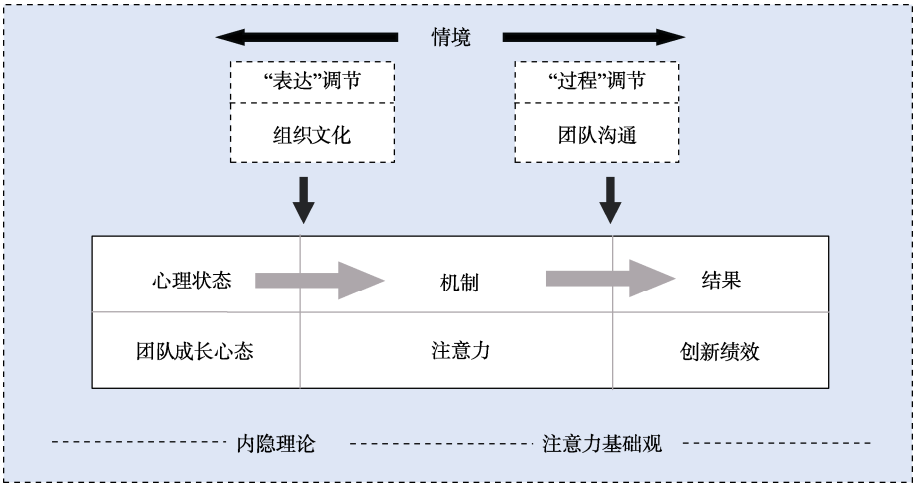 情境
“表达”调节
“过程”调节
组织文化
团队沟通
心理状态
机制
结果
团队成长心态
注意力
创新绩效
内隐理论
注意力基础观